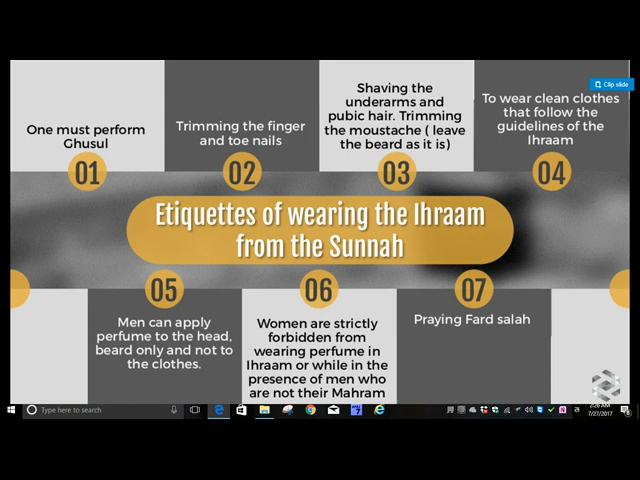 Clip slide
One must perform
Ghusul
01
Trimming the finger
and toe nails
02
Shaving the
underarms and
pubic hair. Trimming
the moustache ( leave
the beard as it is)
03
To wear clean clothes
that follow the
guidelines of the
Ihraam
04
Etiquettes of wearing the Ihraam
from the Sunnah
05
Men can apply
perfume to the head,
beard only and not to
the clothes.
06
Women are strictly
forbidden from
wearing perfume in
Ihraam or while in the
presence of men who
are not their Mahram
07
Praying Fard salah
Type here to search
2:26 AM
7/27/2017